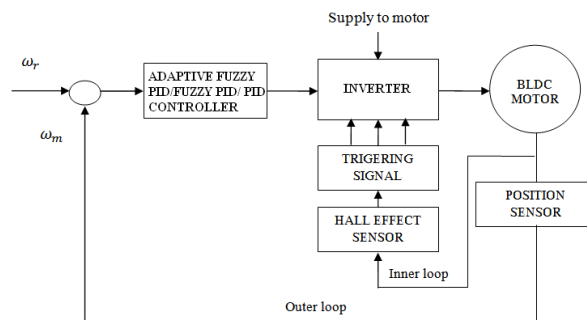 Supply to motor
ω_r
ADAPTIVE FUZZY
PID/FUZZY PID/ PID
CONTROLLER
INVERTER
BLDC
MOTOR
ω_m
TRIGERING
SIGNAL
POSITION
SENSOR
HALL EFFECT
SENSOR
Inner loop
Outer loop